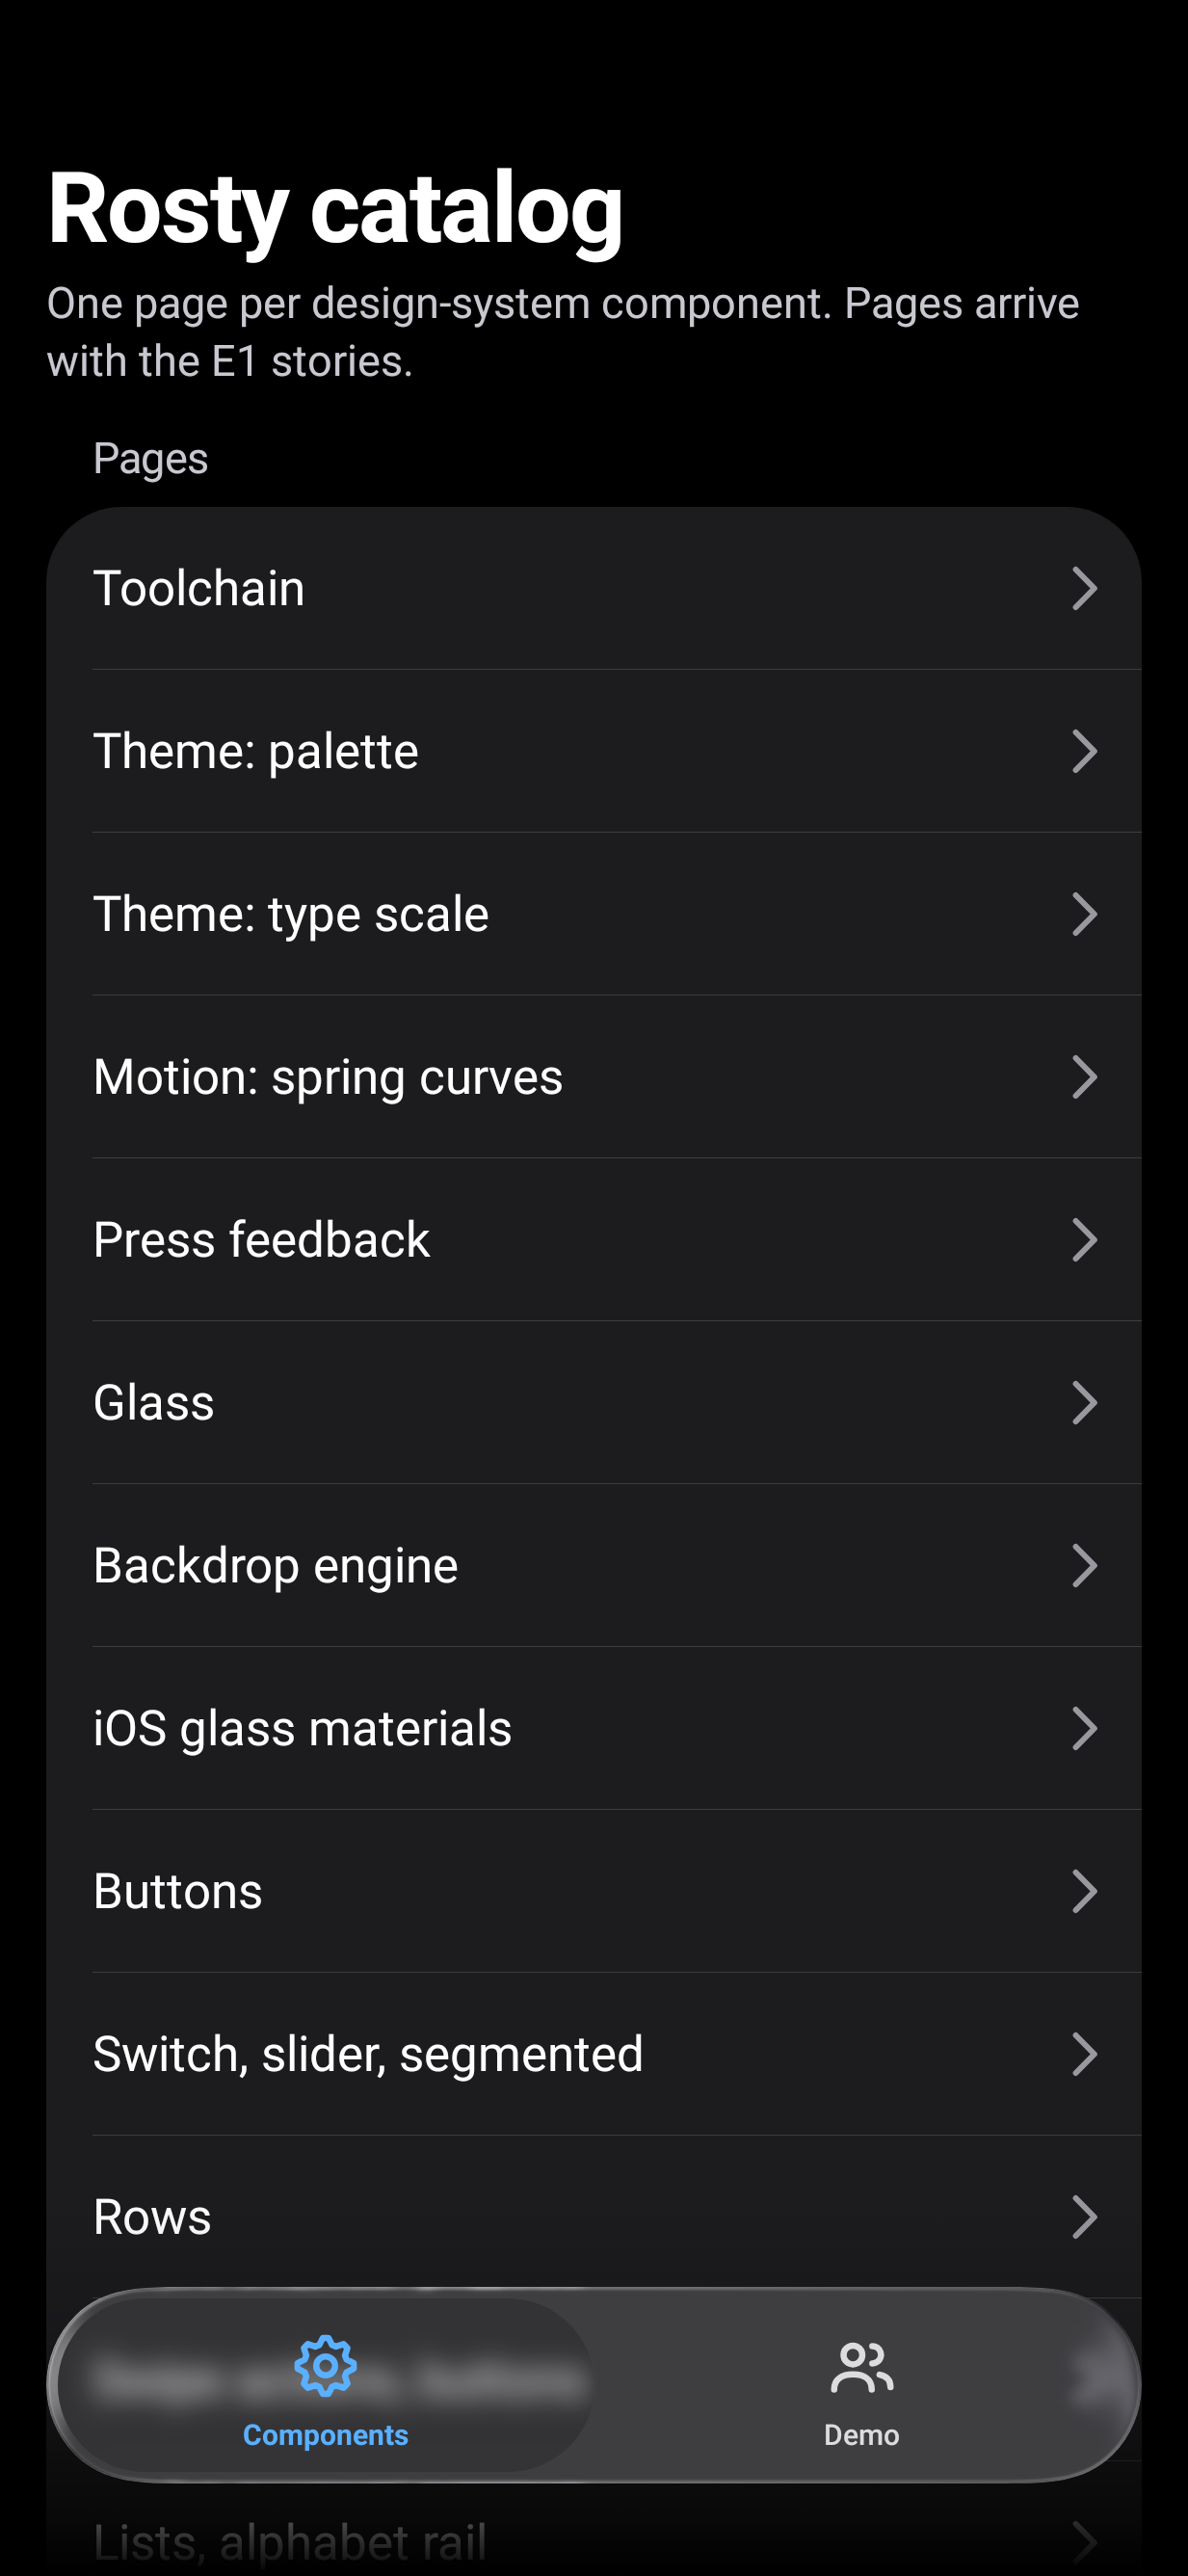 Rosty catalog
One page per design-system component. Pages arrive
with the E1 stories.
Pages
Toolchain
Theme: palette
Theme: type scale
Motion: spring curves
Press feedback
Glass
Backdrop engine
iOS glass materials
Buttons
Switch, slider, segmented
Rows
Components
Demo
Lists, alphabet rail